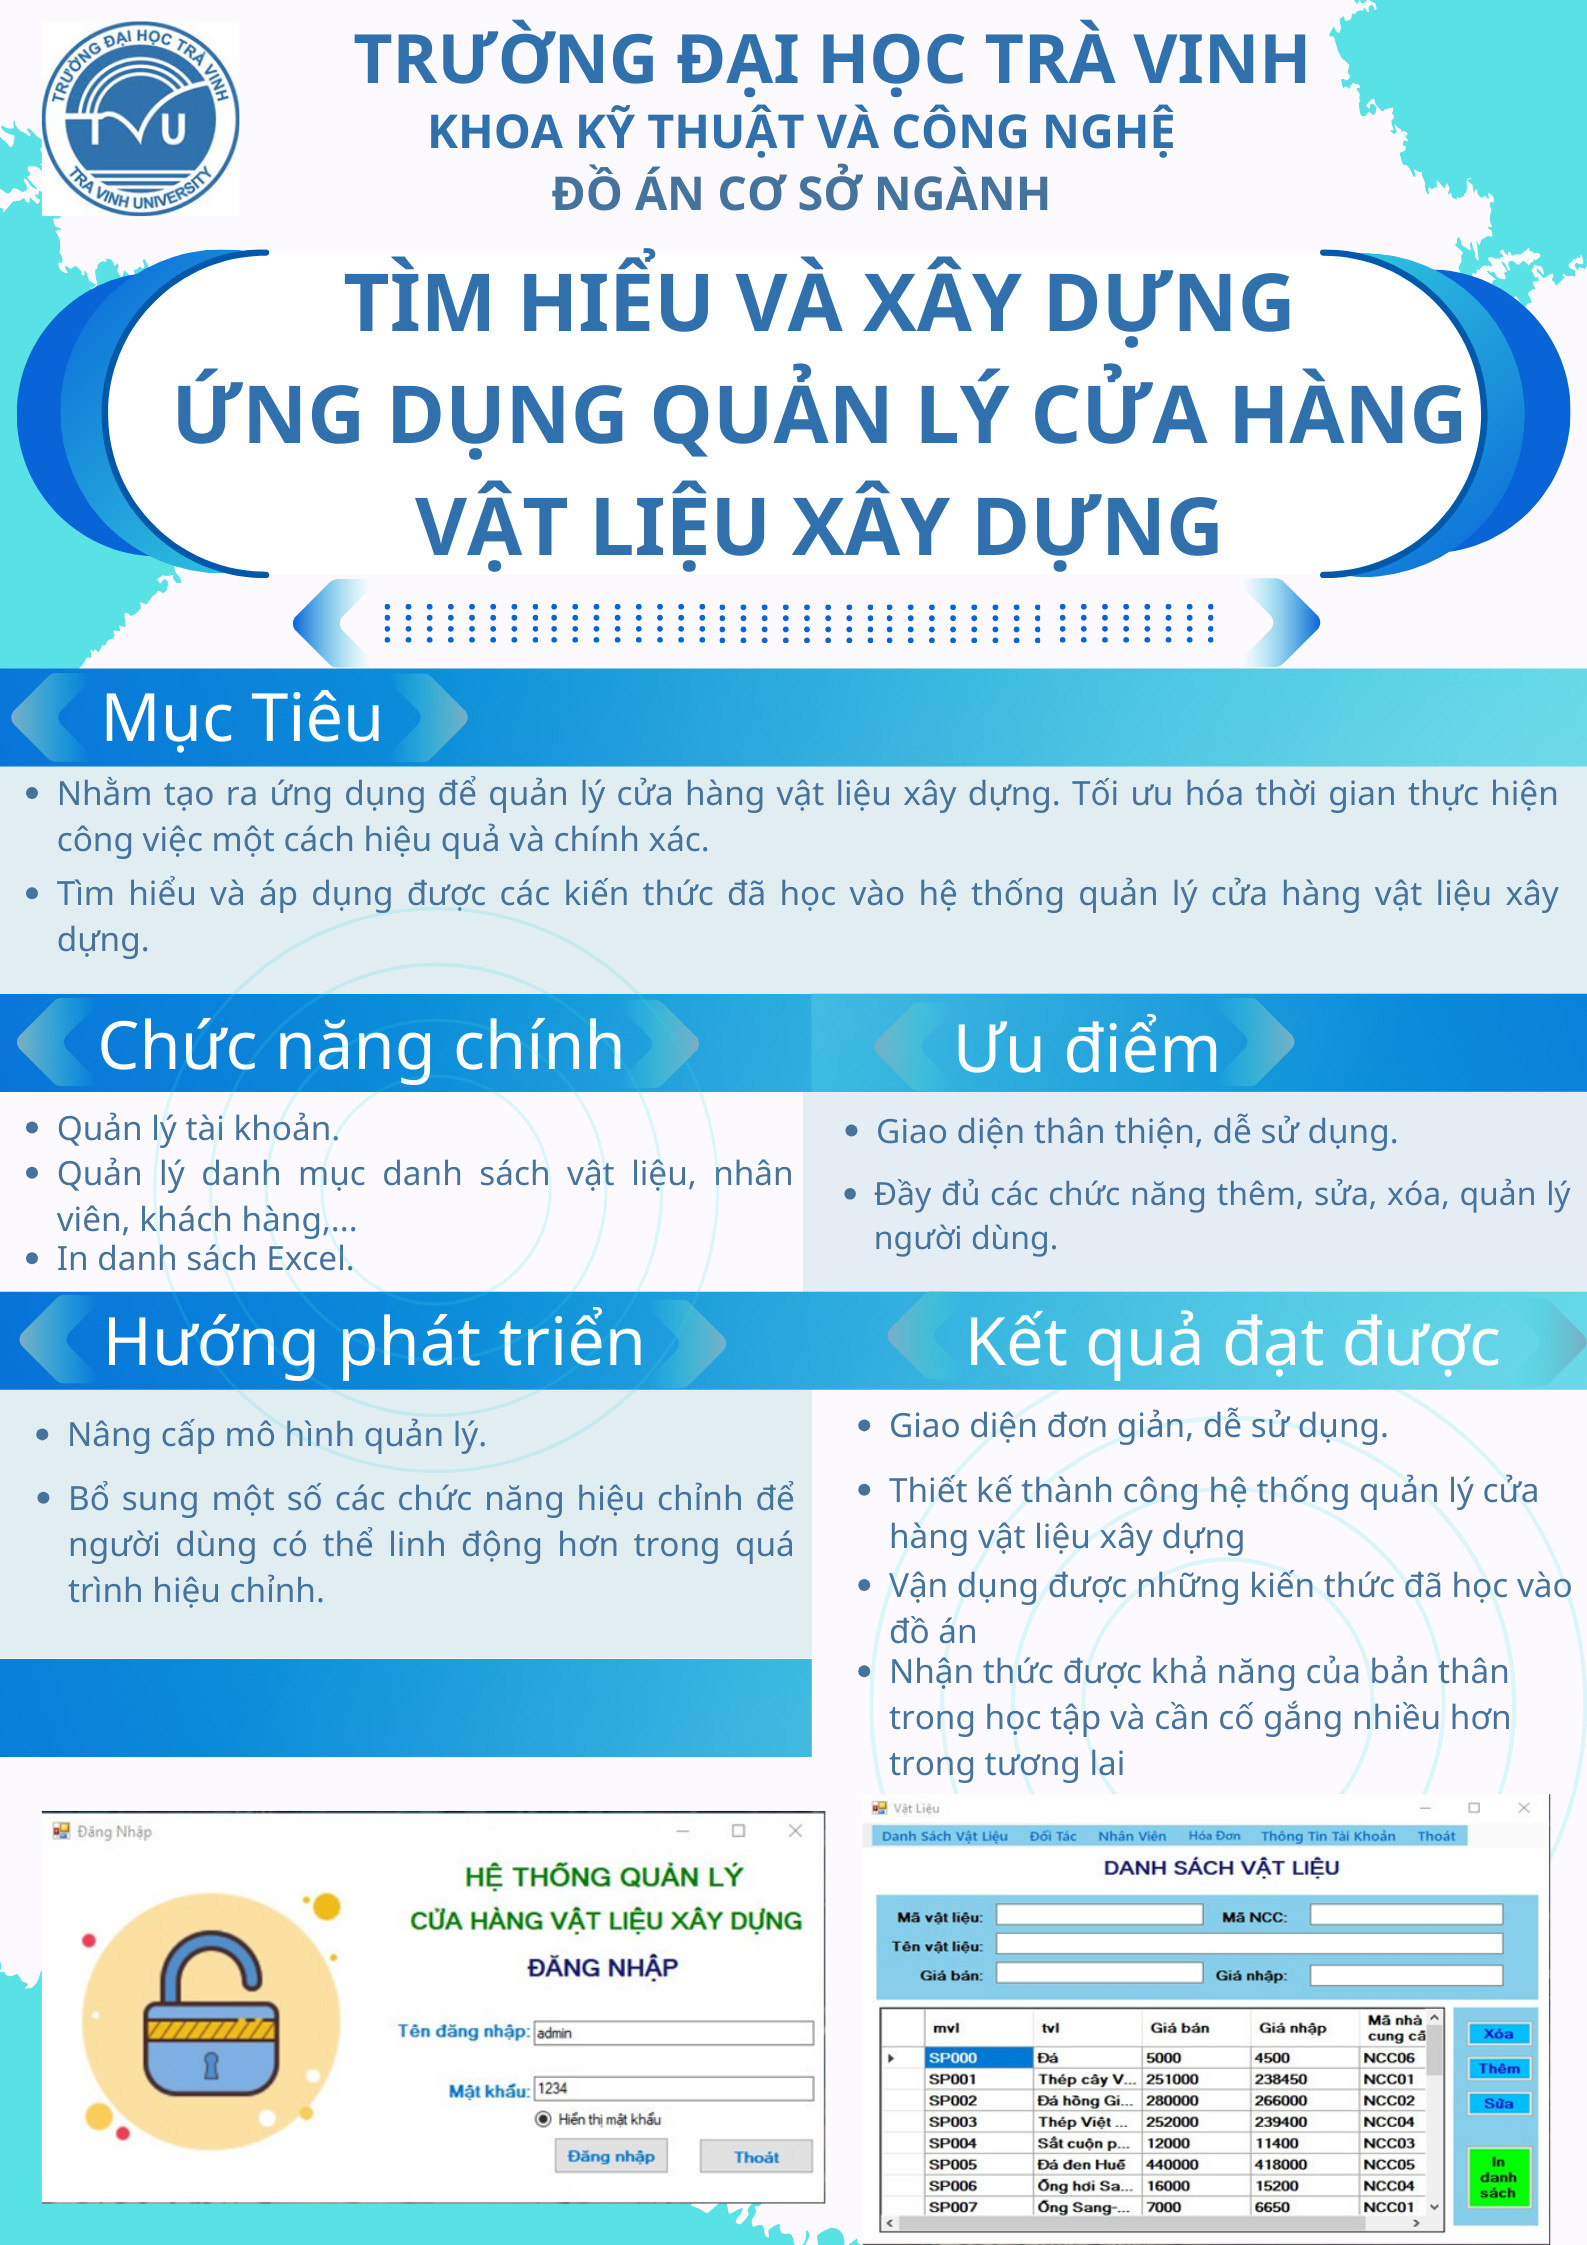 TRƯỜNG ĐẠI HỌC TRÀ VINH
TVU
TRA VINH UNIVERSITY
TRƯỜNG ĐẠI HỌC TRÀ VINH
KHOA KỸ THUẬT VÀ CÔNG NGHỆ
ĐỒ ÁN CƠ SỞ NGÀNH
TÌM HIỂU VÀ XÂY DỰNG
ỨNG DỤNG QUẢN LÝ CỬA HÀNG
VẬT LIỆU XÂY DỰNG
Mục Tiêu
Nhằm tạo ra ứng dụng để quản lý cửa hàng vật liệu xây dựng. Tối ưu hóa thời gian thực hiện
công việc một cách hiệu quả và chính xác.
Tìm hiểu và áp dụng được các kiến thức đã học vào hệ thống quản lý cửa hàng vật liệu xây
dựng.
Chức năng chính
Quản lý tài khoản.
Quản lý danh mục danh sách vật liệu, nhân
viên, khách hàng,...
In danh sách Excel.
Ưu điểm
Giao diện thân thiện, dễ sử dụng.
Đầy đủ các chức năng thêm, sửa, xóa, quản lý
người dùng.
Hướng phát triển
Nâng cấp mô hình quản lý.
Bổ sung một số các chức năng hiệu chỉnh để
người dùng có thể linh động hơn trong quá
trình hiệu chỉnh.
Kết quả đạt được
Giao diện đơn giản, dễ sử dụng.
Thiết kế thành công hệ thống quản lý cửa
hàng vật liệu xây dựng
Vận dụng được những kiến thức đã học vào
đồ án
Nhận thức được khả năng của bản thân
trong học tập và cần cố gắng nhiều hơn
trong tương lai
Đăng Nhập
HỆ THỐNG QUẢN LÝ
CỬA HÀNG VẬT LIỆU XÂY DỰNG
ĐĂNG NHẬP
Tên đăng nhập: admin
Mật khẩu: 1234
Hiển thị mật khẩu
Đăng nhập Thoát
Vật Liệu
Danh Sách Vật Liệu Đối Tác Nhân Viên Hóa Đơn Thông Tin Tài Khoản Thoát
DANH SÁCH VẬT LIỆU
Mã vật liệu: Mã NCC:
Tên vật liệu:
Giá bán: Giá nhập:
mvl tvl Giá bán Giá nhập Mã nhà cung cấ
SP000 Đá 5000 4500 NCC06
SP001 Thép cây V... 251000 238450 NCC01
SP002 Đá hồng Gi... 280000 266000 NCC02
SP003 Thép Việt ... 252000 239400 NCC04
SP004 Sắt cuộn p... 12000 11400 NCC03
SP005 Đá đen Huế 440000 418000 NCC05
SP006 Ống hơi Sa... 16000 15200 NCC04
SP007 Ống Sang-... 7000 6650 NCC01
Xóa
Thêm
Sửa
In
danh
sách